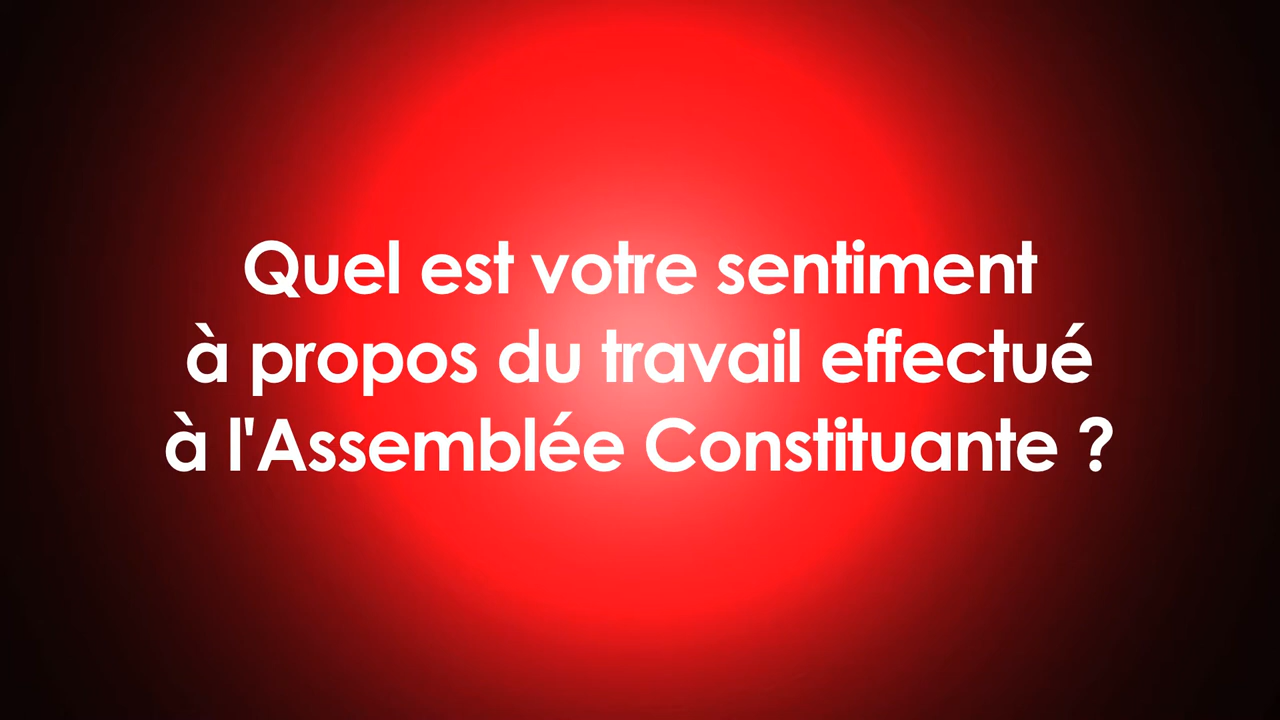 Quel est votre sentiment
à propos du travail effectué
à l'Assemblée Constituante ?